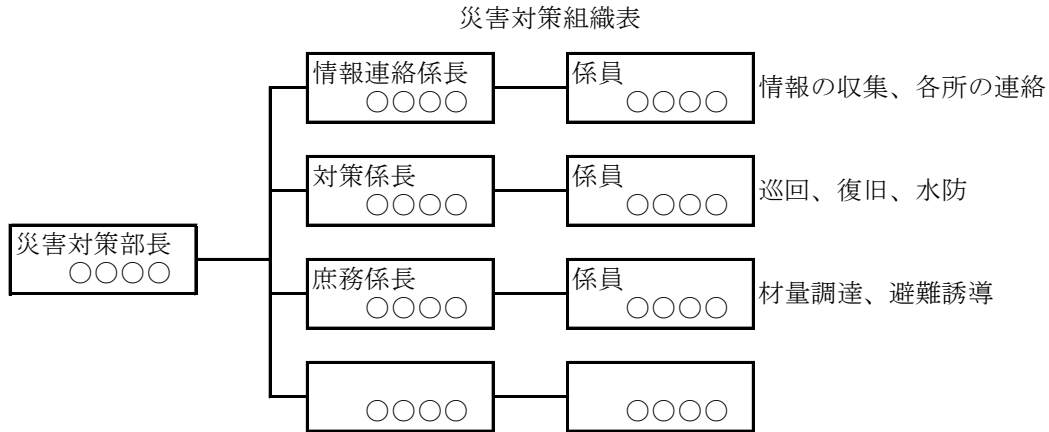 災害対策組織表
情報連絡係長
○○○○
係員
○○○○
情報の収集、各所の連絡
対策係長
○○○○
係員
○○○○
巡回、復旧、水防
災害対策部長
○○○○
庶務係長
○○○○
係員
○○○○
材量調達、避難誘導
○○○○
○○○○